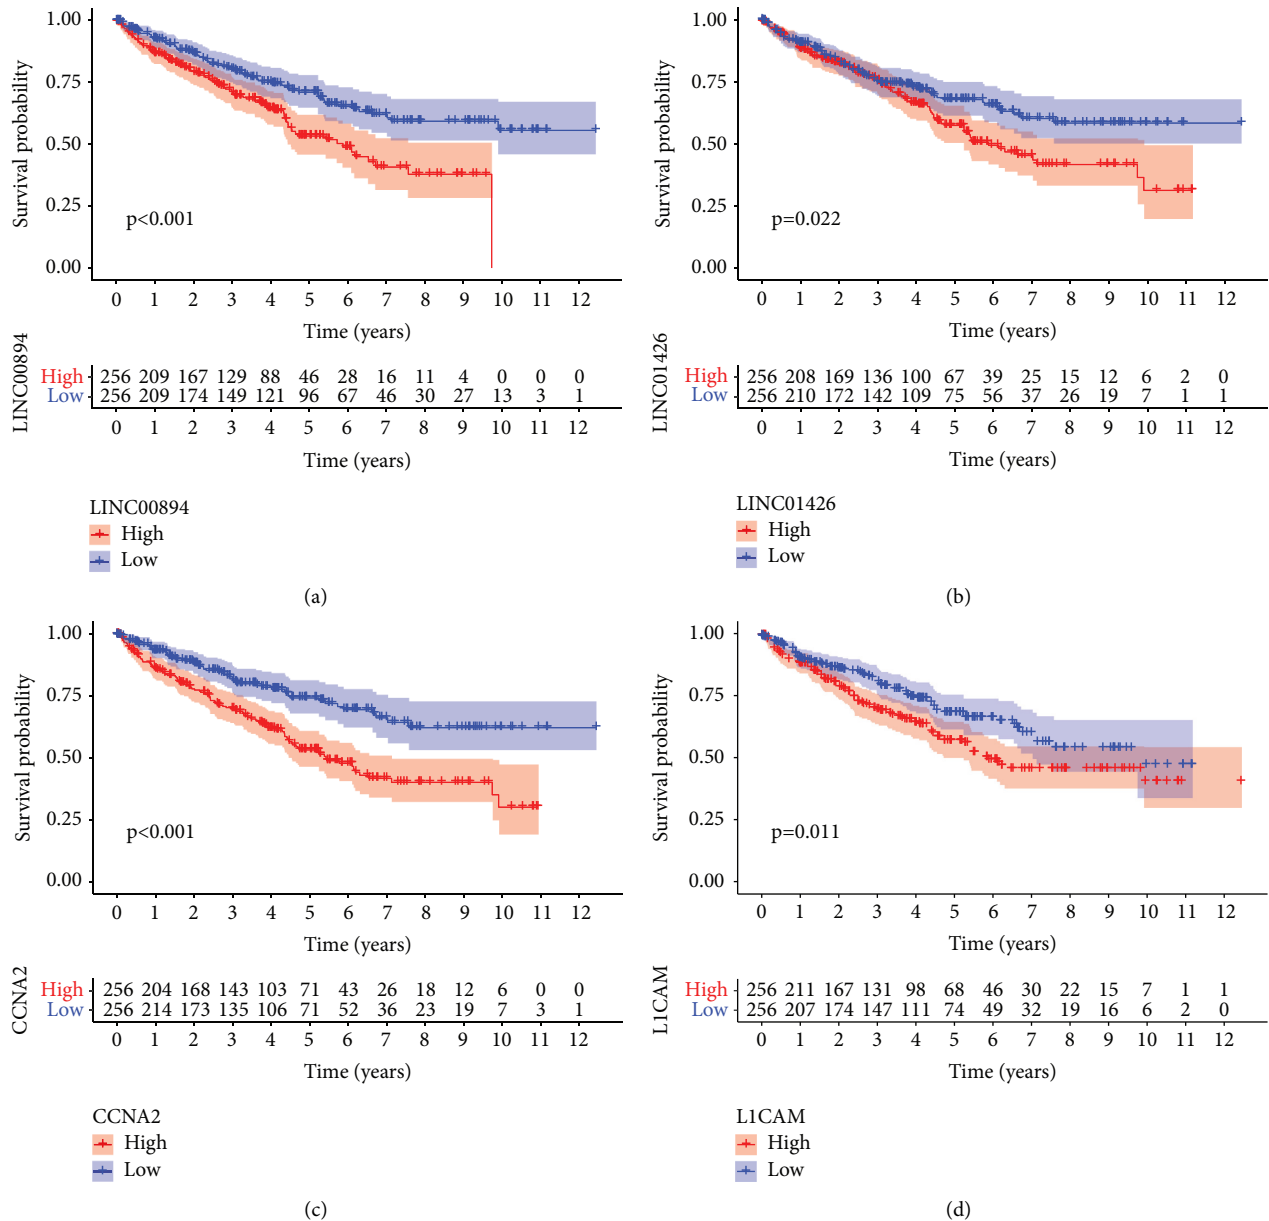 1.00
0.75
0.50
0.25
0.00
Survival probability
p<0.001
0 1 2 3 4 5 6 7 8 9 10 11 12
Time (years)
LINC00894
High 256 209 167 129 88 46 28 16 11 4 0 0 0
Low 256 209 174 149 121 96 67 46 30 27 13 3 1
0 1 2 3 4 5 6 7 8 9 10 11 12
Time (years)
LINC00894
High
Low
(a)
1.00
0.75
0.50
0.25
0.00
Survival probability
p=0.022
0 1 2 3 4 5 6 7 8 9 10 11 12
Time (years)
LINC01426
High 256 208 169 136 100 67 39 25 15 12 6 2 0
Low 256 210 172 142 109 75 56 37 26 19 7 1 1
0 1 2 3 4 5 6 7 8 9 10 11 12
Time (years)
LINC01426
High
Low
(b)
1.00
0.75
0.50
0.25
0.00
Survival probability
p<0.001
0 1 2 3 4 5 6 7 8 9 10 11 12
Time (years)
CCNA2
High 256 204 168 143 103 71 43 26 18 12 6 0 0
Low 256 214 173 135 106 71 52 36 23 19 7 3 1
0 1 2 3 4 5 6 7 8 9 10 11 12
Time (years)
CCNA2
High
Low
(c)
1.00
0.75
0.50
0.25
0.00
Survival probability
p=0.011
0 1 2 3 4 5 6 7 8 9 10 11 12
Time (years)
L1CAM
High 256 211 167 131 98 68 46 30 22 15 7 1 1
Low 256 207 174 147 111 74 49 32 19 16 6 2 0
0 1 2 3 4 5 6 7 8 9 10 11 12
Time (years)
L1CAM
High
Low
(d)